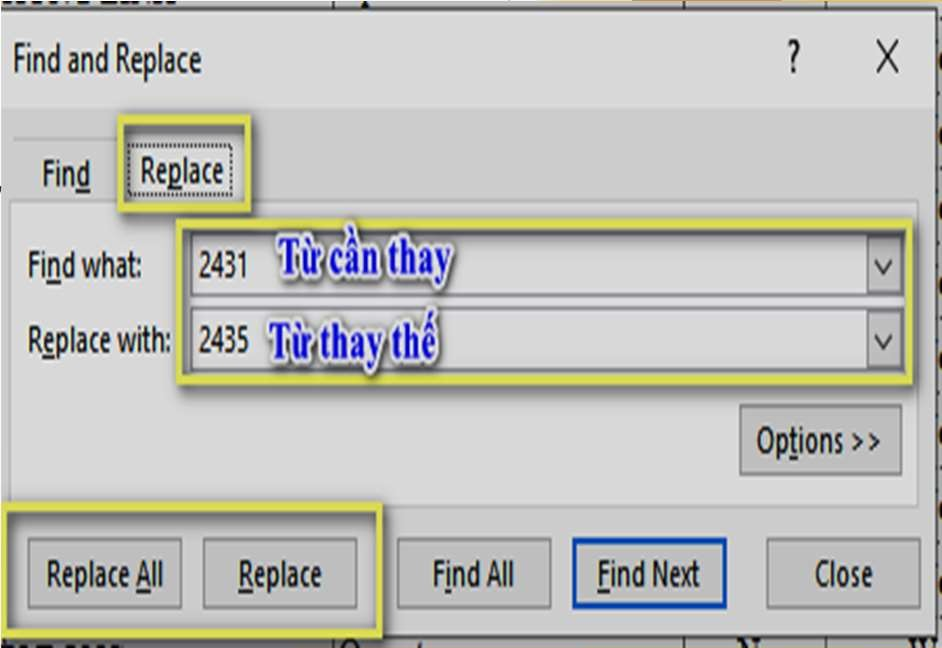 Find and Replace ? X
Find Replace
Find what: 2431 Từ cần thay
Replace with: 2435 Từ thay thế
Options >>
Replace All Replace Find All Find Next Close